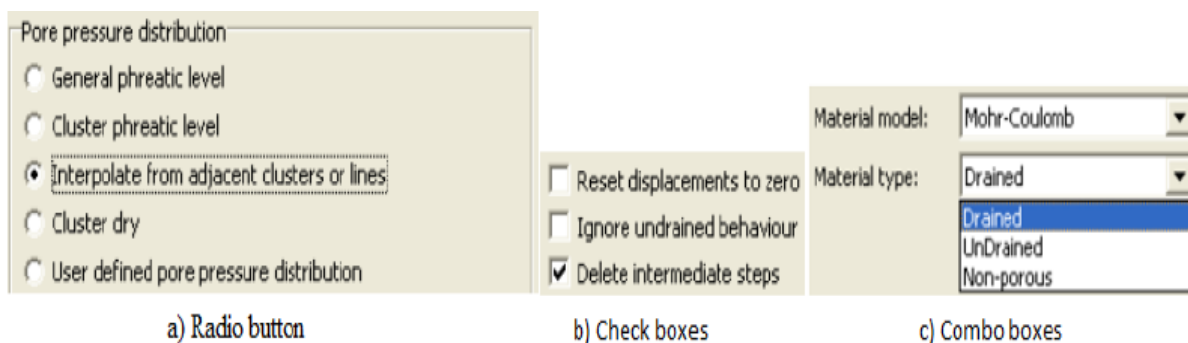 Pore pressure distribution
General phreatic level
Cluster phreatic level
Interpolate from adjacent clusters or lines
Cluster dry
User defined pore pressure distribution
a) Radio button
Reset displacements to zero
Ignore undrained behaviour
Delete intermediate steps
b) Check boxes
Material model: Mohr-Coulomb
Material type: Drained
Drained
UnDrained
Non-porous
c) Combo boxes